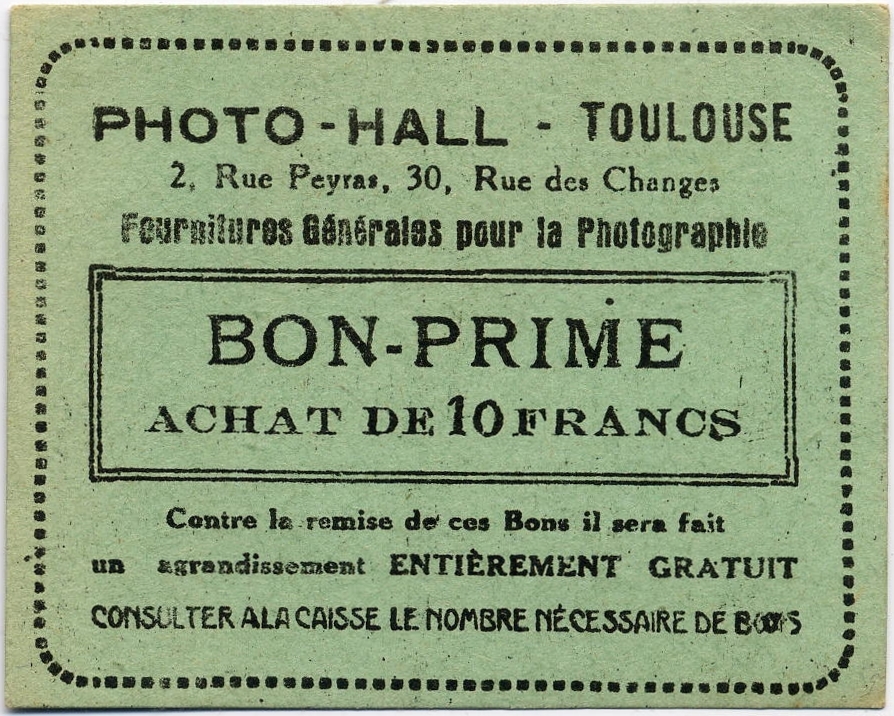 PHOTO-HALL - TOULOUSE
2, Rue Peyras, 30, Rue des Changes
Fournitures Générales pour la Photographie
BON-PRIME
ACHAT DE 10 FRANCS
Contre la remise de ces Bons il sera fait
un agrandissement ENTIÈREMENT GRATUIT
CONSULTER A LA CAISSE LE NOMBRE NÉCESSAIRE DE BONS